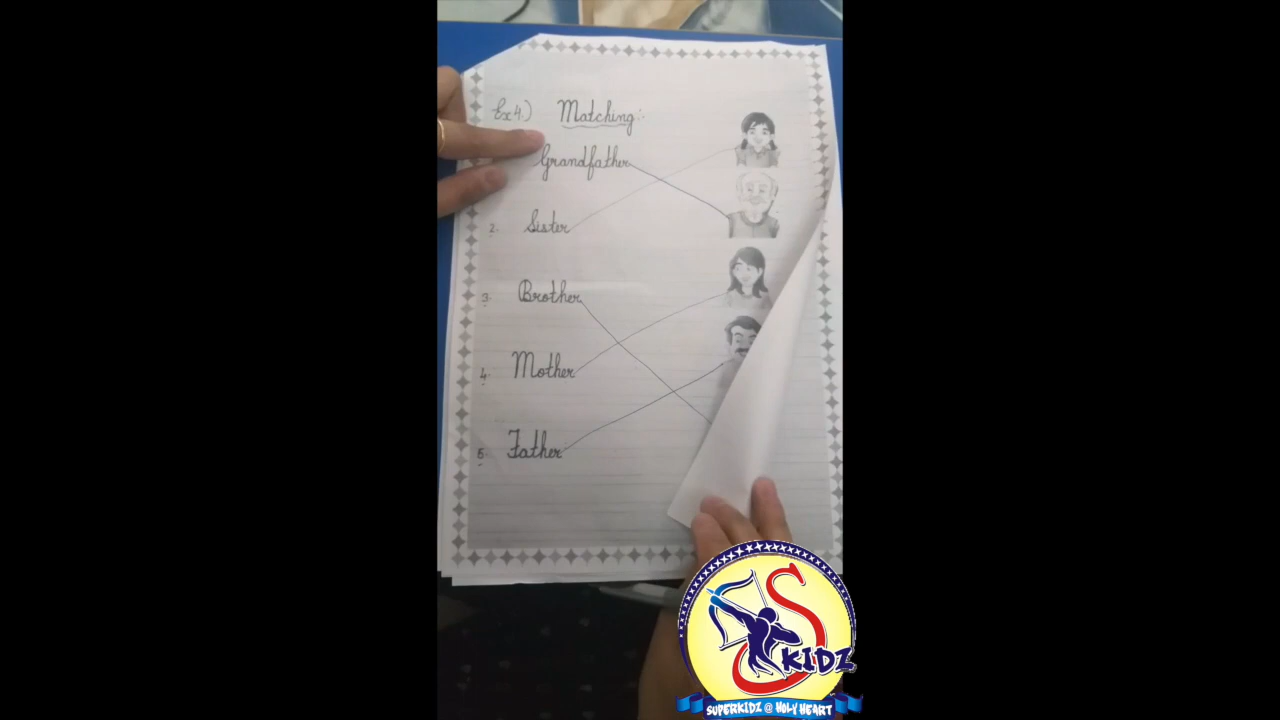 Ex 4.) Matching:
Grandfather
2. Sister
3. Brother
4. Mother
5. Father
S
KIDZ
SUPERKIDZ @ HOLY HEART